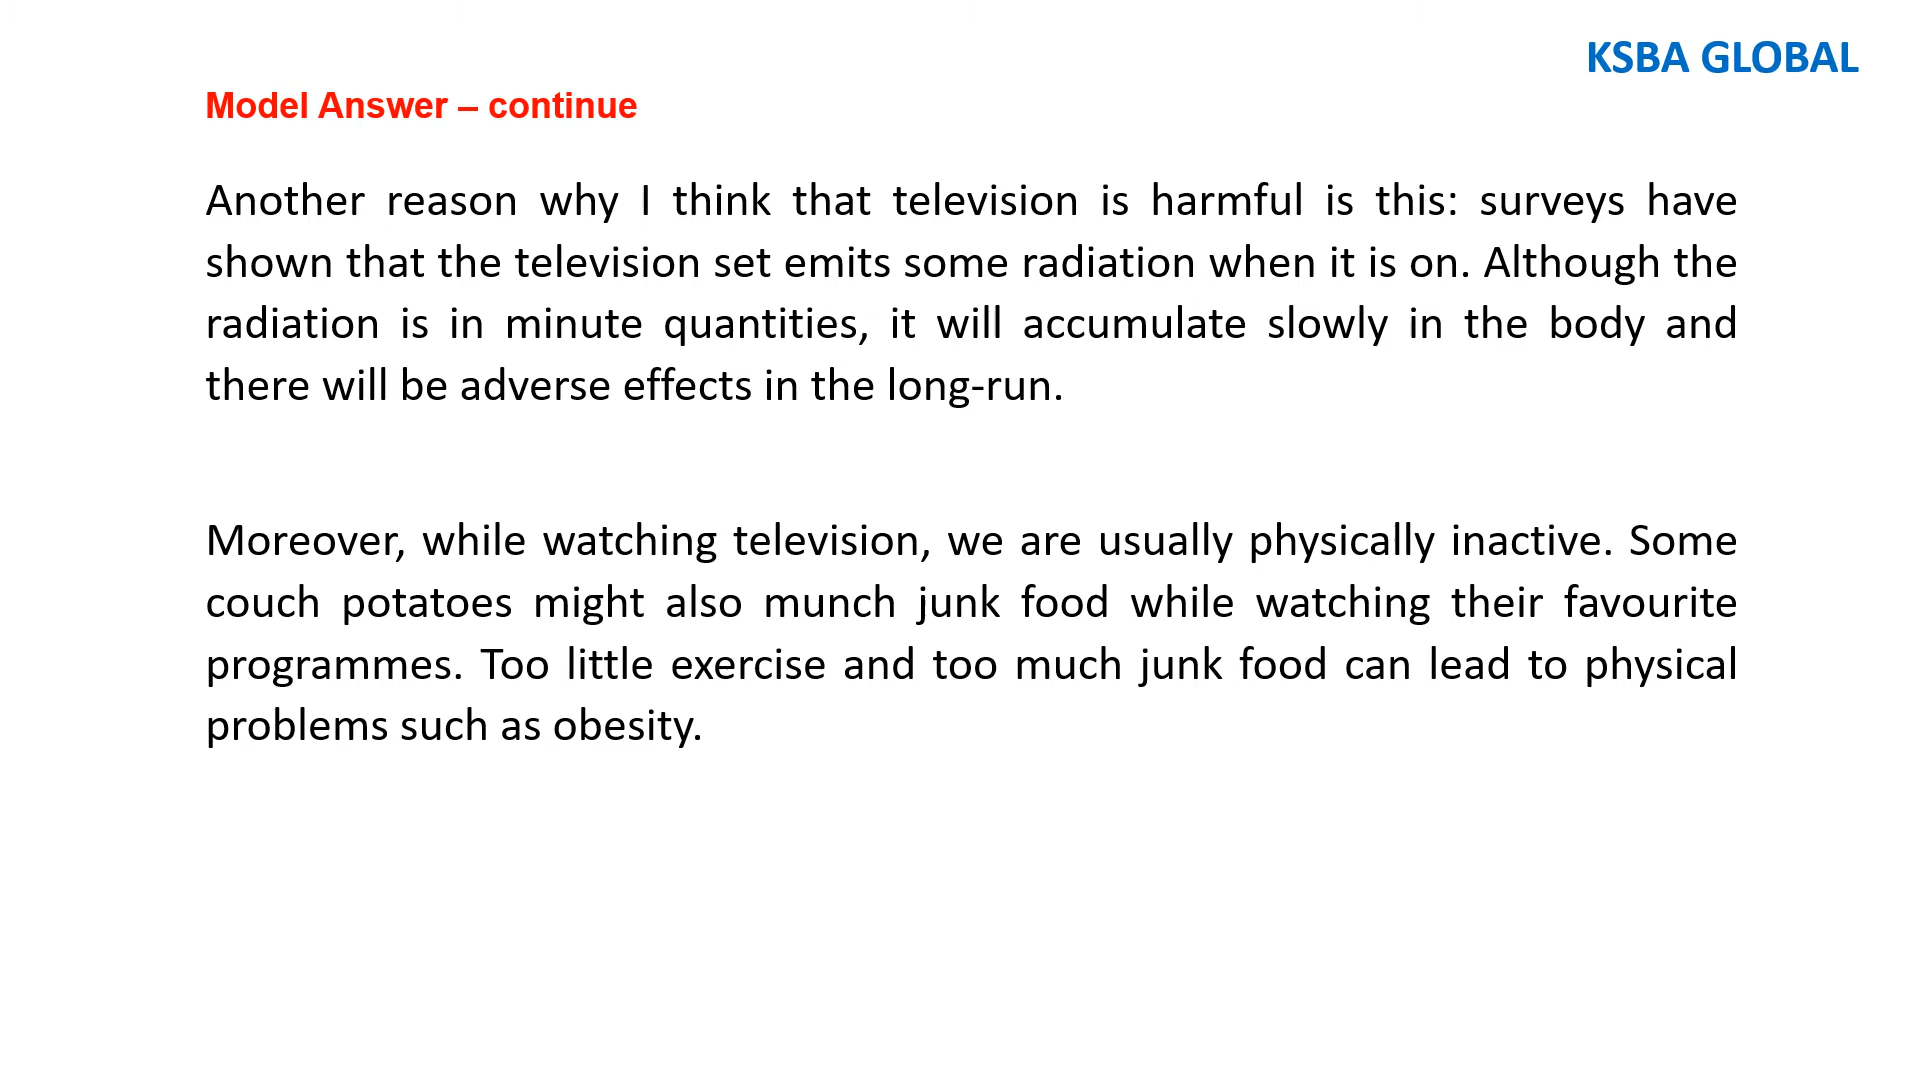 KSBA GLOBAL
Model Answer – continue
Another reason why I think that television is harmful is this: surveys have
shown that the television set emits some radiation when it is on. Although the
radiation is in minute quantities, it will accumulate slowly in the body and
there will be adverse effects in the long-run.
Moreover, while watching television, we are usually physically inactive. Some
couch potatoes might also munch junk food while watching their favourite
programmes. Too little exercise and too much junk food can lead to physical
problems such as obesity.